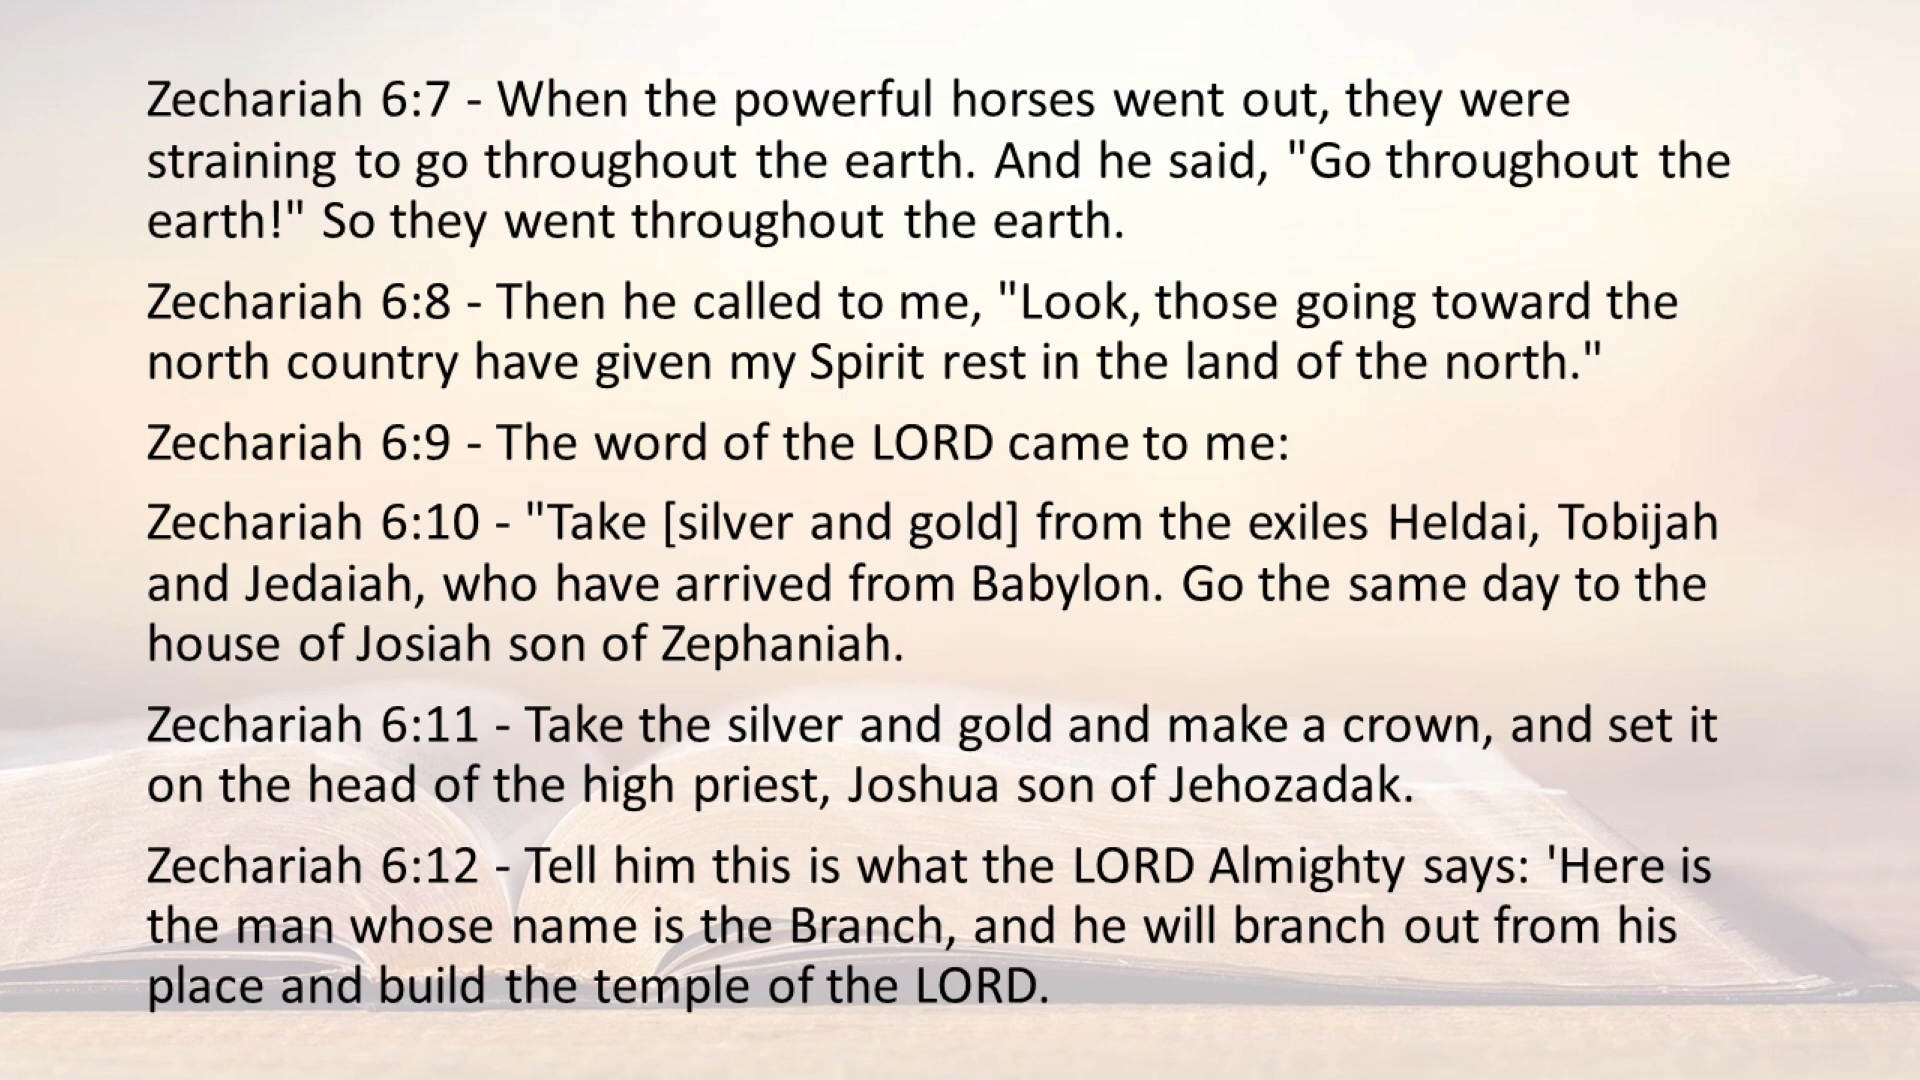 Zechariah 6:7 - When the powerful horses went out, they were
straining to go throughout the earth. And he said, "Go throughout the
earth!" So they went throughout the earth.
Zechariah 6:8 - Then he called to me, "Look, those going toward the
north country have given my Spirit rest in the land of the north."
Zechariah 6:9 - The word of the LORD came to me:
Zechariah 6:10 - "Take [silver and gold] from the exiles Heldai, Tobijah
and Jedaiah, who have arrived from Babylon. Go the same day to the
house of Josiah son of Zephaniah.
Zechariah 6:11 - Take the silver and gold and make a crown, and set it
on the head of the high priest, Joshua son of Jehozadak.
Zechariah 6:12 - Tell him this is what the LORD Almighty says: 'Here is
the man whose name is the Branch, and he will branch out from his
place and build the temple of the LORD.